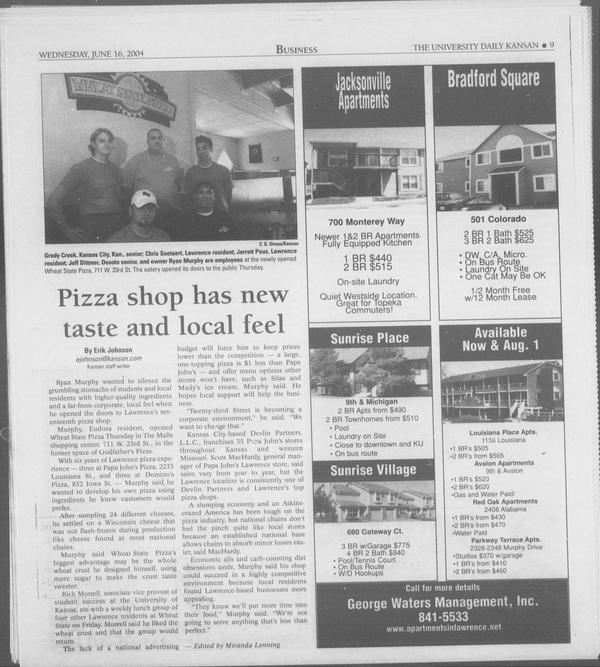 WEDNESDAY, JUNE 16, 2004
BUSINESS
THE UNIVERSITY DAILY KANSAN • 9
WHEAT STATE PIZZA
Z. G. Straus/Kansan
Grady Creek, Kansas City, Kan., senior; Chris Soetaert, Lawrence resident; Jarrett Pous, Lawrence
resident; Jeff Dittmer, Desoto senior, and owner Ryan Murphy are employees at the newly opened
Wheat State Pizza, 711 W. 23rd St. The eatery opened its doors to the public Thursday.
Pizza shop has new
taste and local feel
By Erik Johnson
ejohnson@kansan.com
Kansan staff writer
Ryan Murphy wanted to silence the
grumbling stomachs of students and local
residents with higher-quality ingredients
and a far-from-corporate, local feel when
he opened the doors to Lawrence's sev-
enteenth pizza shop.
Murphy, Eudora resident, opened
Wheat State Pizza Thursday in The Malls
shopping center, 711 W. 23rd St., in the
former space of Godfather's Pizza.
With six years of Lawrence pizza expe-
rience — three at Papa John's Pizza, 2233
Louisiana St., and three at Domino's
Pizza, 832 Iowa St. — Murphy said he
wanted to develop his own pizza using
ingredients he knew customers would
prefer.
After sampling 24 different cheeses,
he settled on a Wisconsin cheese that
was not flash-frozen during production
like cheese found at most national
chains.
Murphy said Wheat State Pizza's
biggest advantage may be the whole
wheat crust he designed himself, using
more sugar to make the crust taste
sweeter.
Rich Morrell, associate vice provost of
student success at the University of
Kansas, ate with a weekly lunch group of
four other Lawrence residents at Wheat
State on Friday. Morrell said he liked the
wheat crust and that the group would
return.
The lack of a national advertising
budget will force him to keep prices
lower than the competition — a large,
one-topping pizza is $1 less than Papa
John's — and offer menu options other
stores won't have, such as Silas and
Mady's ice cream, Murphy said. He
hopes local support will help the busi-
ness.
"Twenty-third Street is becoming a
corporate environment," he said. "We
want to change that."
Kansas City-based Devlin Partners,
L.L.C., franchises 35 Papa John's stores
throughout Kansas and western
Missouri. Scott MacHardy, general man-
ager of Papa John's Lawrence store, said
sales vary from year to year, but the
Lawrence location is consistently one of
Devlin Partners and Lawrence's top
pizza shops.
A slumping economy and an Atkins-
crazed America has been tough on the
pizza industry, but national chains don't
feel the pinch quite like local stores
because an established national base
allows chains to absorb minor losses eas-
ier, said MacHardy.
Economic ails and carb-counting diet
obsessions aside, Murphy said his shop
could succeed in a highly competitive
environment because local residents
found Lawrence-based businesses more
appealing.
"They know we'll put more time into
their food," Murphy said. "We're not
going to serve anything that's less than
perfect."
— Edited by Miranda Lenning
Jacksonville
Apartments
700 Monterey Way
Newer 1&2 BR Apartments
Fully Equipped Kitchen
1 BR $440
2 BR $515
On-site Laundry
Quiet Westside Location.
Great for Topeka
Commuters!
Bradford Square
501 Colorado
2 BR 1 Bath $525
3 BR 2 Bath $625
• DW, C/A, Micro.
• On Bus Route
• Laundry On Site
• One Cat May Be OK
1/2 Month Free
w/12 Month Lease
Sunrise Place
9th & Michigan
2 BR Apts from $490
2 BR Townhomes from $510
• Pool
• Laundry on Site
• Close to downtown and KU
• On bus route
Sunrise Village
660 Gateway Ct.
3 BR w/Garage $775
4 BR 2 Bath $840
• Pool/Tennis Court
• On Bus Route
• W/D Hookups
Available
Now & Aug. 1
Louisiana Place Apts.
1136 Louisiana
•1 BR's $505
•2 BR's from $565
Avalon Apartments
9th & Avalon
•1 BR's $520
•2 BR's $620
•Gas and Water Paid!
Red Oak Apartments
2408 Alabama
•1 BR's from $430
•2 BR's from $470
•Water Paid
Parkway Terrace Apts.
2328-2348 Murphy Drive
•Studios $370 w/garage
•1 BR's from $410
•2 BR's from $460
Call for more details
George Waters Management, Inc.
841-5533
www.apartmentsinlawrence.net